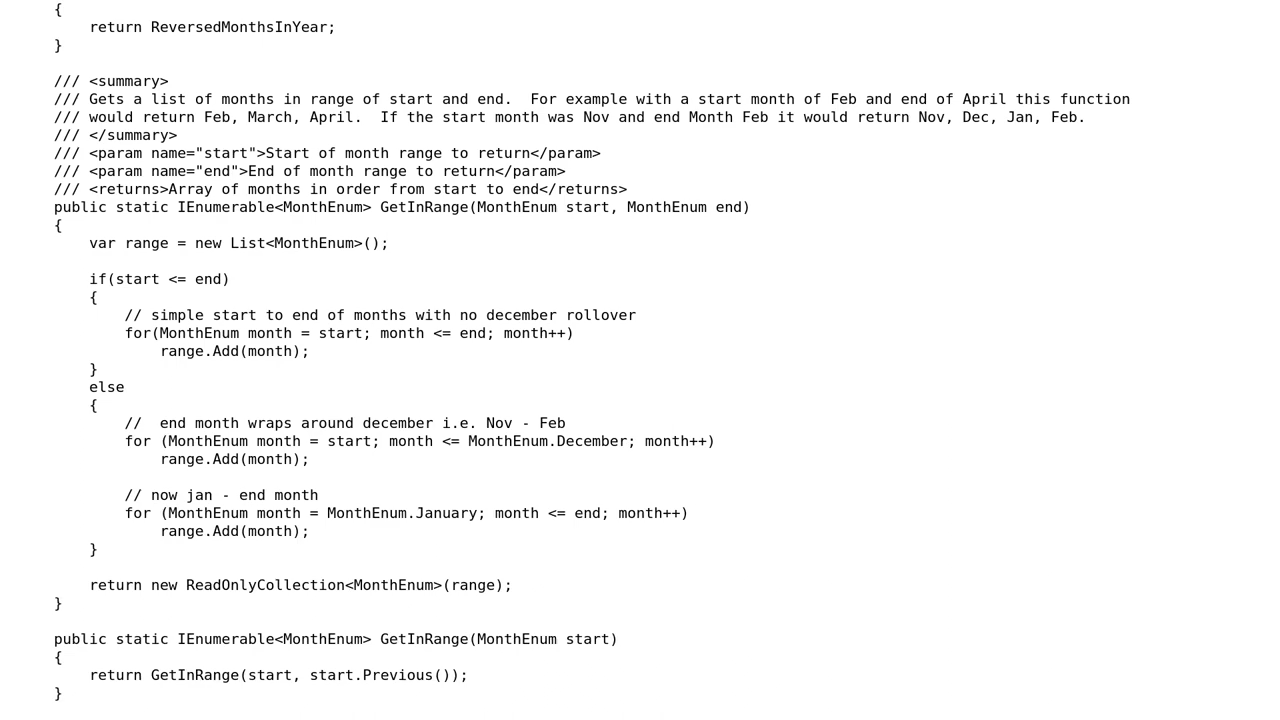 {
    return ReversedMonthsInYear;
}

/// <summary>
/// Gets a list of months in range of start and end.  For example with a start month of Feb and end of April this function
/// would return Feb, March, April.  If the start month was Nov and end Month Feb it would return Nov, Dec, Jan, Feb.
/// </summary>
/// <param name="start">Start of month range to return</param>
/// <param name="end">End of month range to return</param>
/// <returns>Array of months in order from start to end</returns>
public static IEnumerable<MonthEnum> GetInRange(MonthEnum start, MonthEnum end)
{
    var range = new List<MonthEnum>();

    if(start <= end)
    {
        // simple start to end of months with no december rollover
        for(MonthEnum month = start; month <= end; month++)
            range.Add(month);
    }
    else
    {
        //  end month wraps around december i.e. Nov - Feb
        for (MonthEnum month = start; month <= MonthEnum.December; month++)
            range.Add(month);

        // now jan - end month
        for (MonthEnum month = MonthEnum.January; month <= end; month++)
            range.Add(month);
    }

    return new ReadOnlyCollection<MonthEnum>(range);
}

public static IEnumerable<MonthEnum> GetInRange(MonthEnum start)
{
    return GetInRange(start, start.Previous());
}